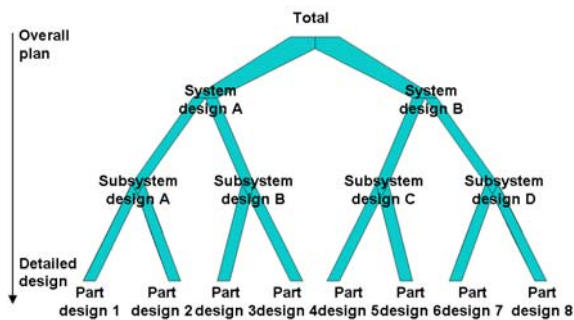 Total
Overall
plan
System
design A
System
design B
Subsystem
design A
Subsystem
design B
Subsystem
design C
Subsystem
design D
Detailed
design
Part
design 1
Part
design 2
Part
design 3
Part
design 4
Part
design 5
Part
design 6
Part
design 7
Part
design 8